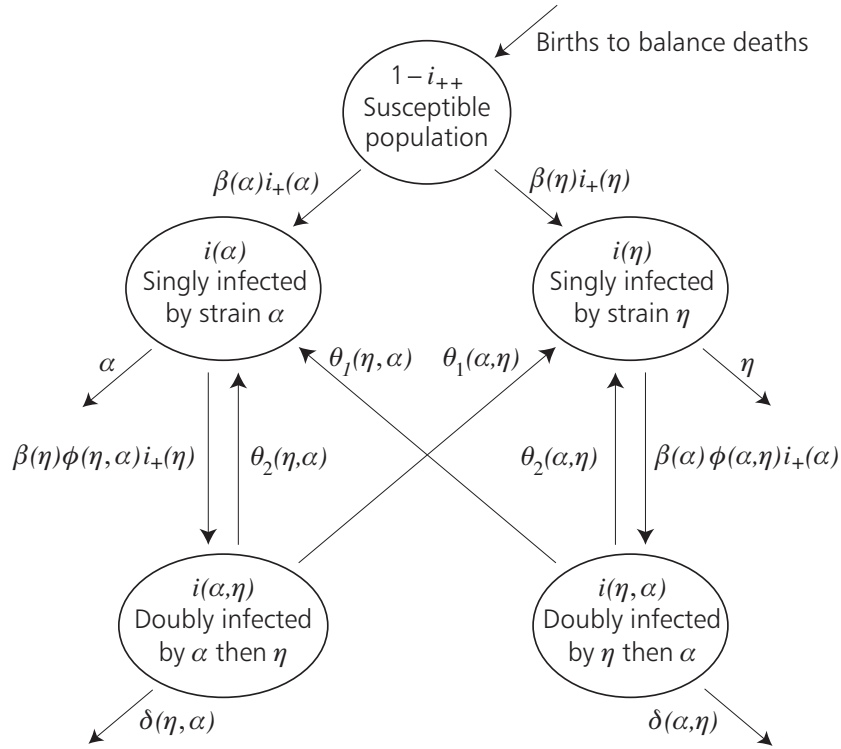 Births to balance deaths
1 – i₊₊
Susceptible
population
β(α)i₊(α)
β(η)i₊(η)
i(α)
Singly infected
by strain α
i(η)
Singly infected
by strain η
α
θ₁(η,α)
θ₁(α,η)
η
β(η)ϕ(η,α)i₊(η)
θ₂(η,α)
θ₂(α,η)
β(α)ϕ(α,η)i₊(α)
i(α,η)
Doubly infected
by α then η
i(η,α)
Doubly infected
by η then α
δ(η,α)
δ(α,η)